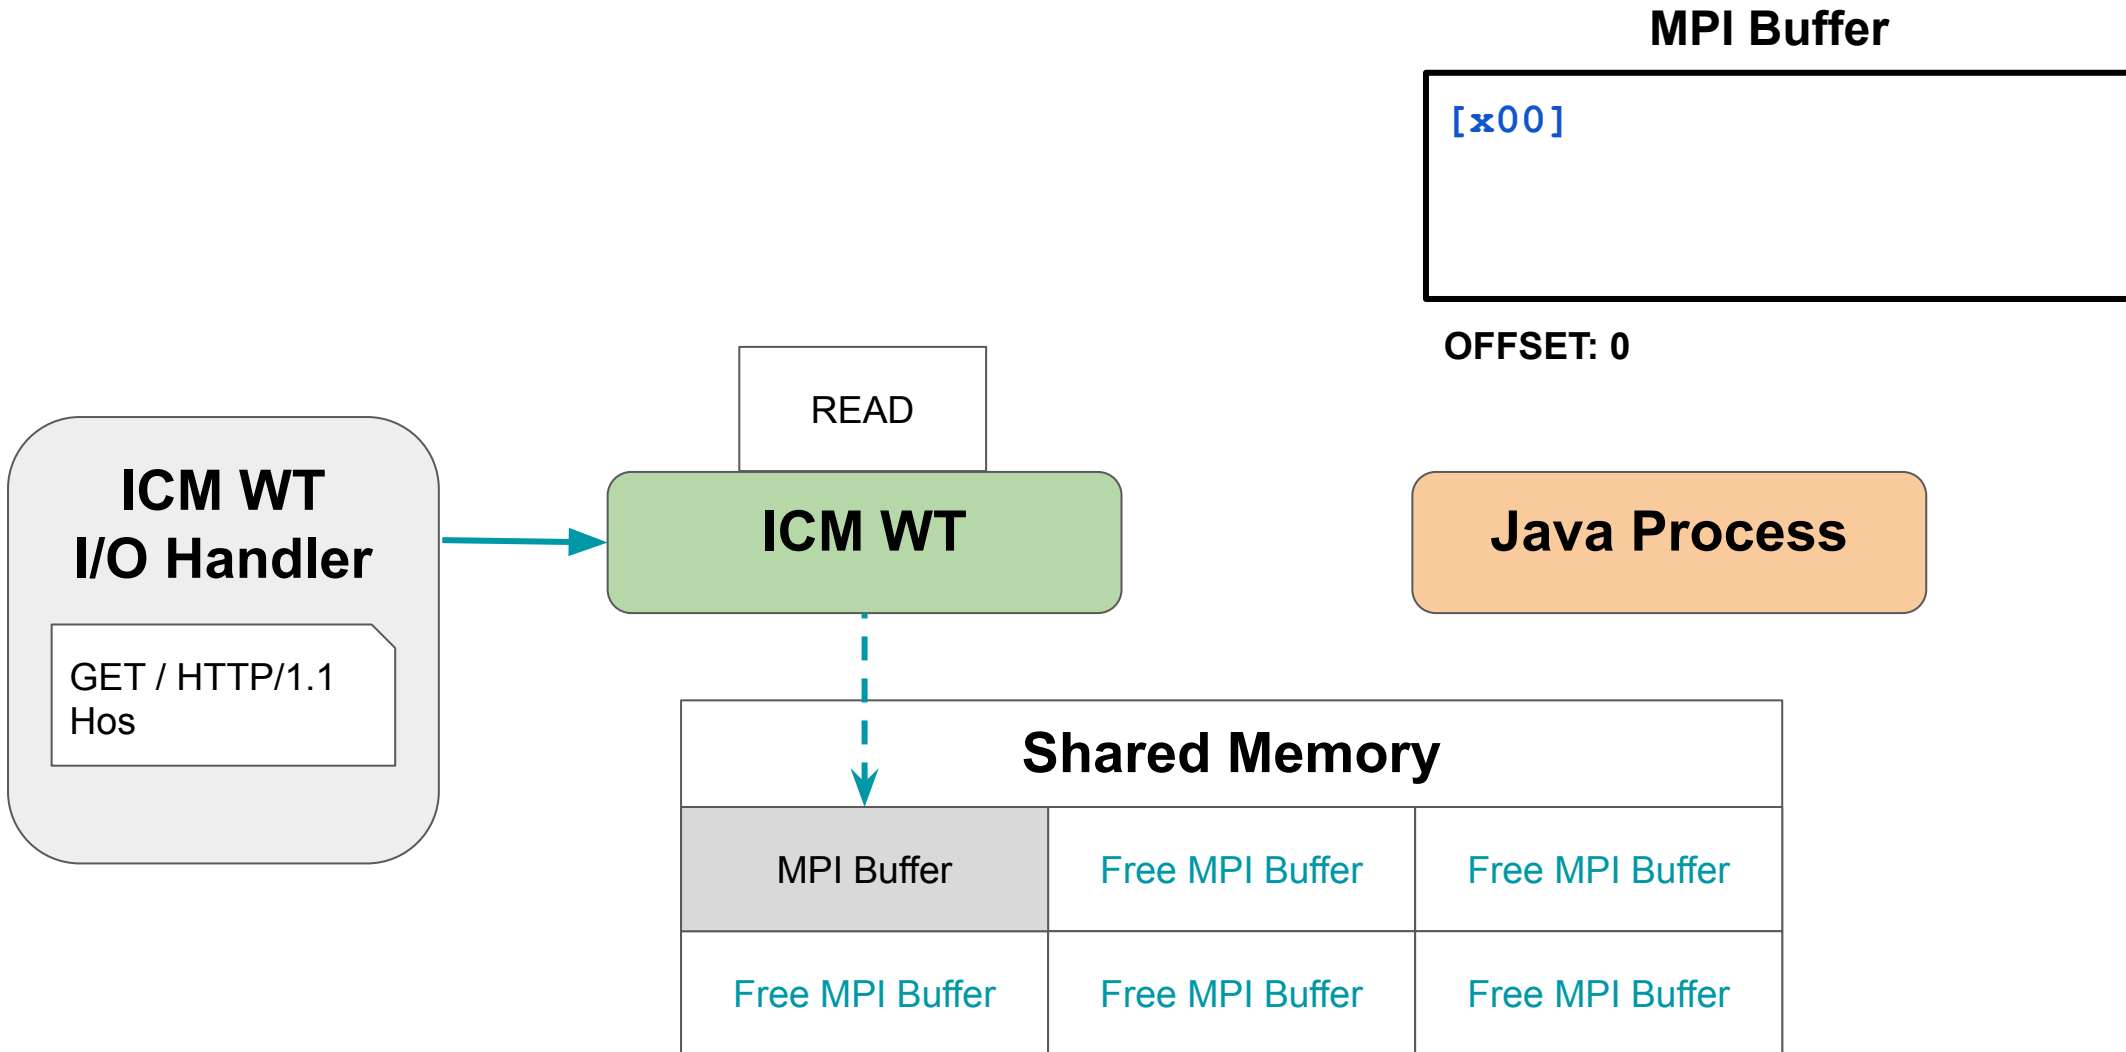 MPI Buffer
[x00]
OFFSET: 0
READ
ICM WT
I/O Handler
GET / HTTP/1.1
Hos
ICM WT
Java Process
Shared Memory
MPI Buffer
Free MPI Buffer
Free MPI Buffer
Free MPI Buffer
Free MPI Buffer
Free MPI Buffer